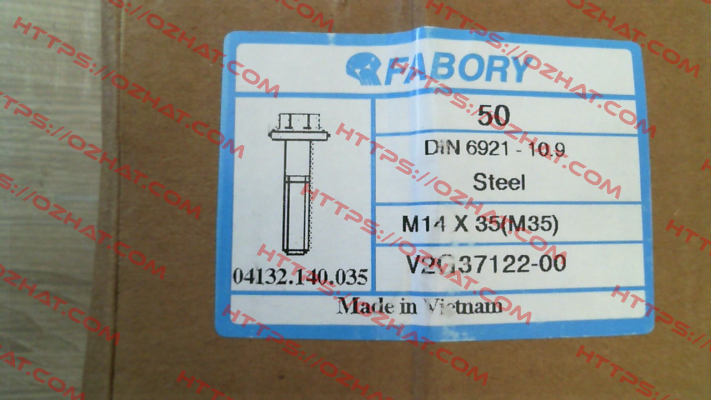 FABORY
50
DIN 6921 - 10.9
Steel
M14 X 35(M35)
04132.140.035
V2G37122-00
Made in Vietnam
HTTPS://OZHAT.COM